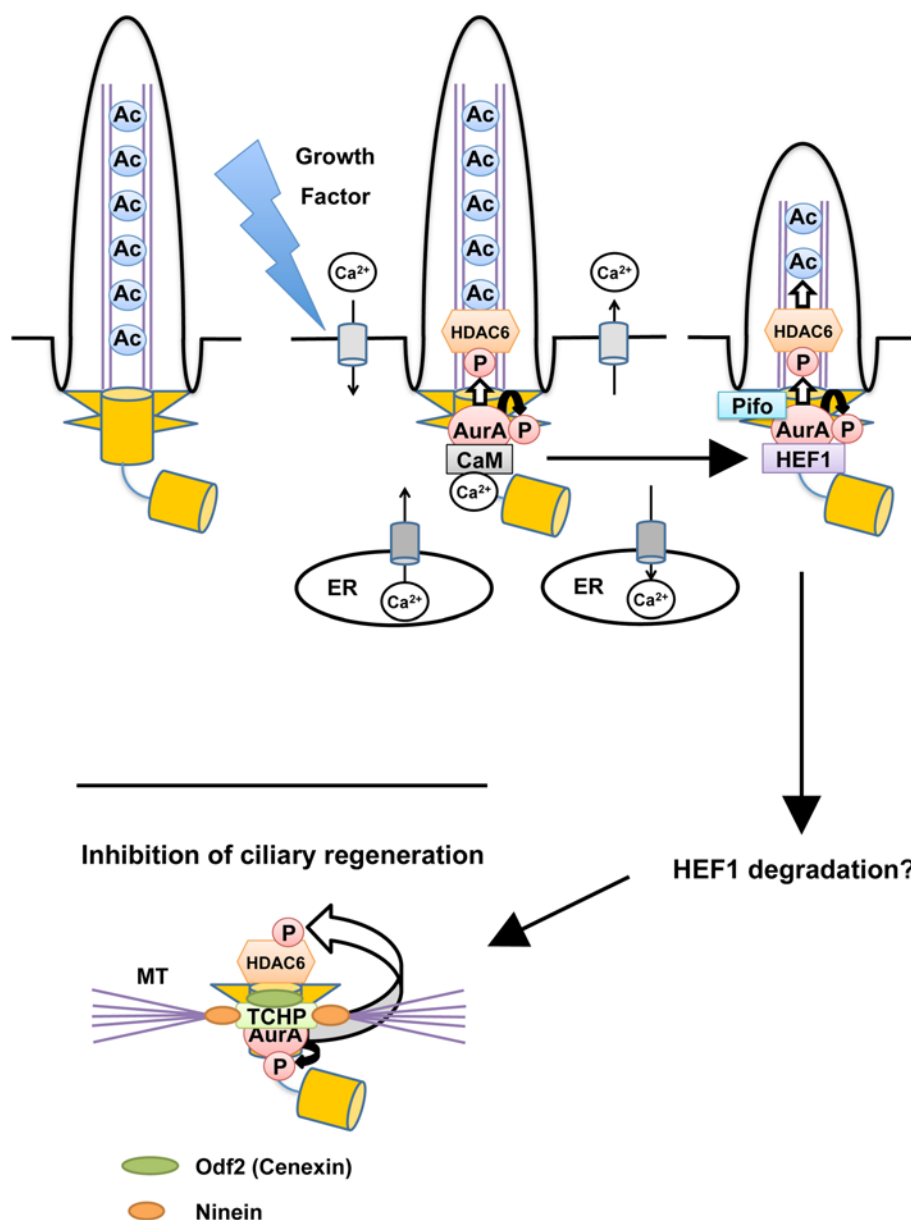 Ac
Ac
Ac
Ac
Ac
Ac
Growth
Factor
Ca2+
Ac
Ac
Ac
Ac
Ac
HDAC6
P
AurA
P
CaM
Ca2+
Ca2+
Ac
Ac
HDAC6
P
Pifo
AurA
P
HEF1
ER
Ca2+
ER
Ca2+
Inhibition of ciliary regeneration
HEF1 degradation?
P
HDAC6
MT
TCHP
AurA
P
Odf2 (Cenexin)
Ninein